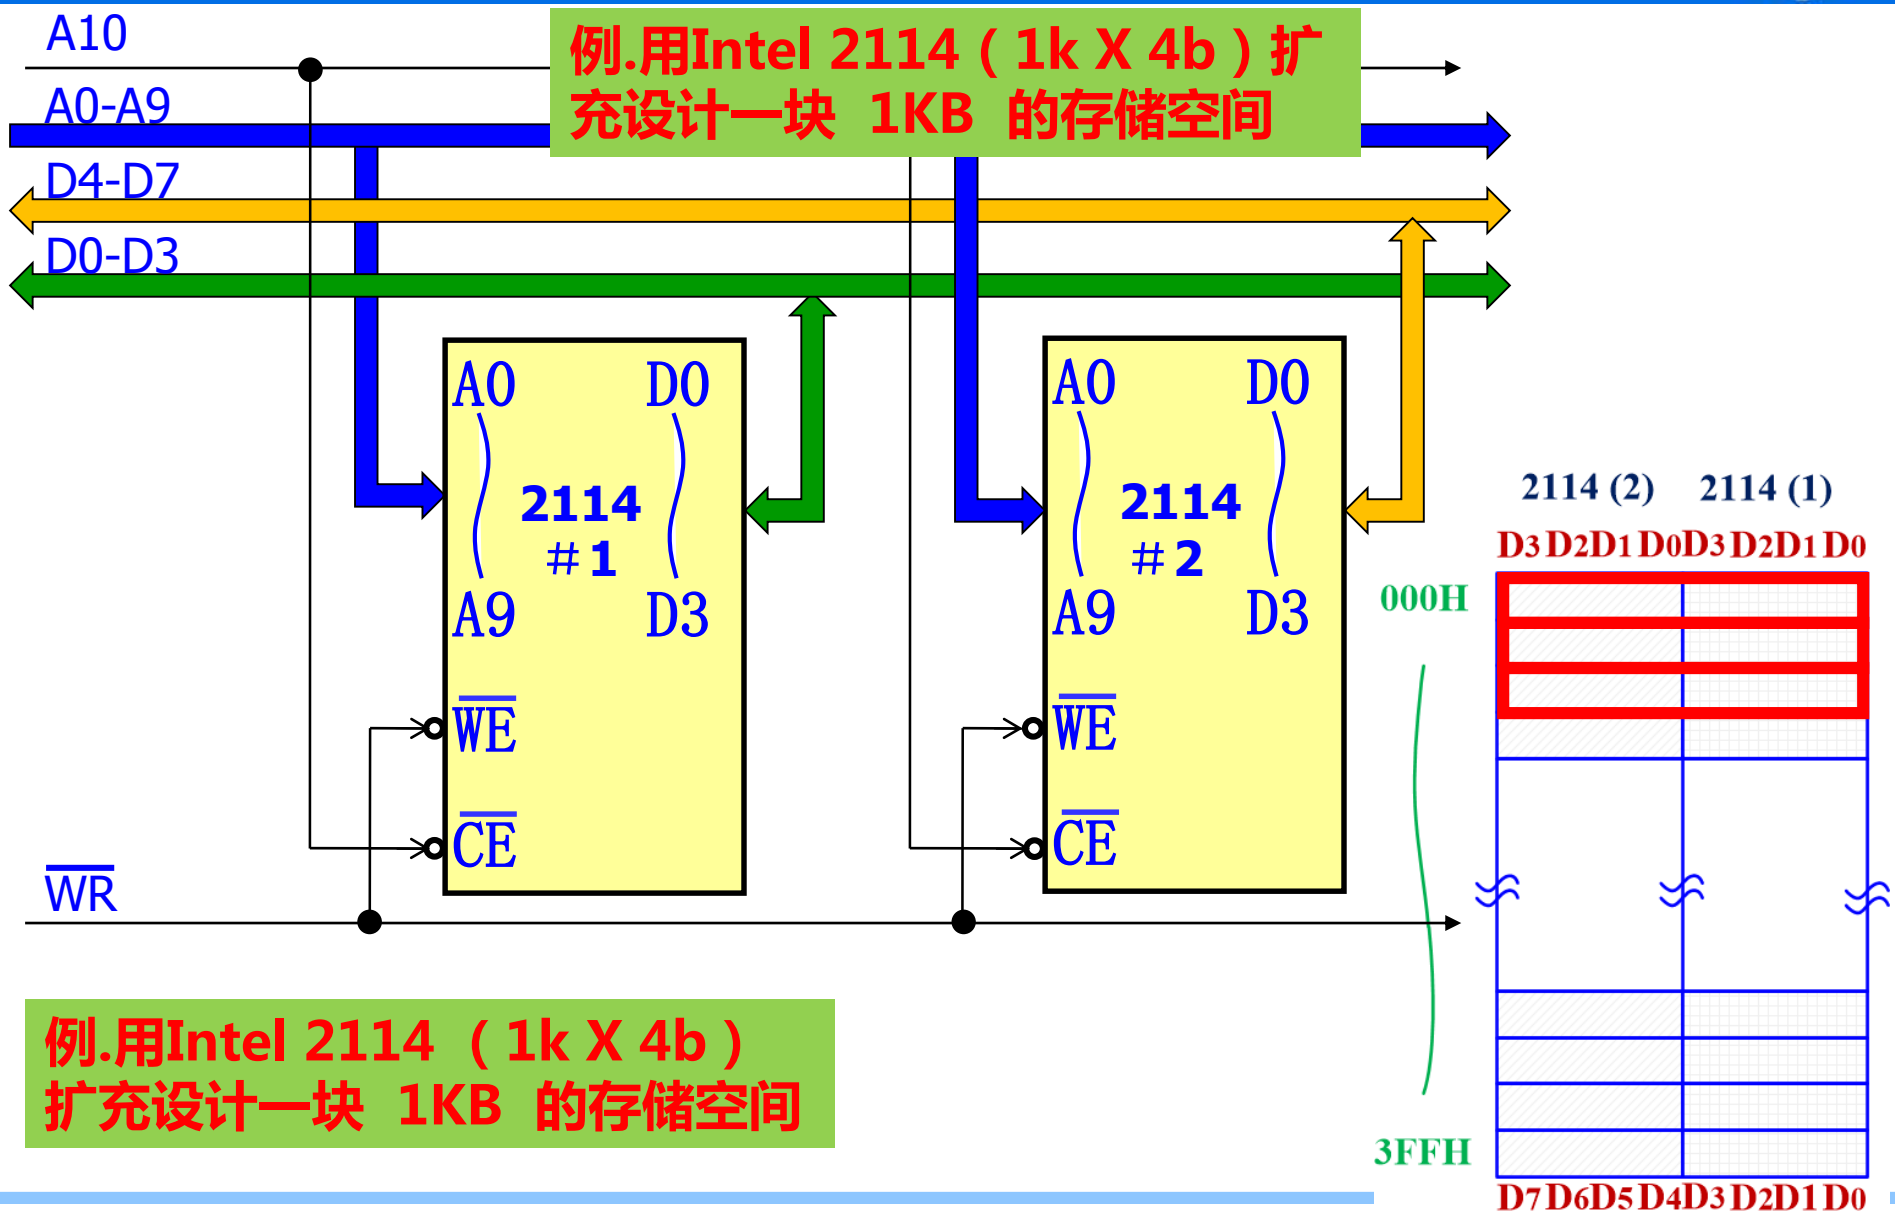 A10
例.用Intel 2114（1k X 4b）扩
充设计一块 1KB 的存储空间
A0-A9
D4-D7
D0-D3
A0 D0
2114
#1
A9 D3
WE
CE
A0 D0
2114
#2
A9 D3
WE
CE
WR
2114 (2) 2114 (1)
D3 D2 D1 D0 D3 D2 D1 D0
000H
3FFH
D7 D6 D5 D4 D3 D2 D1 D0
例.用Intel 2114 （1k X 4b）
扩充设计一块 1KB 的存储空间